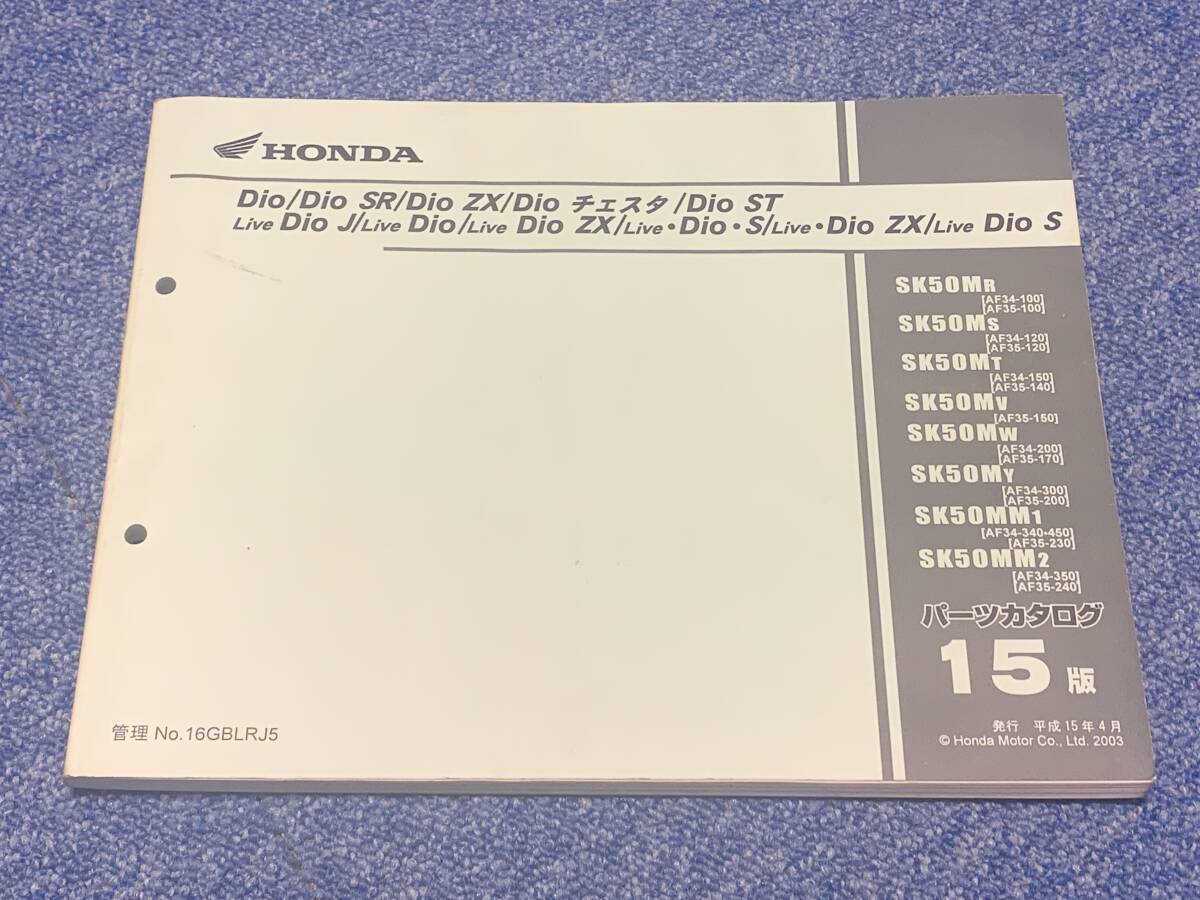 HONDA
Dio/Dio SR/Dio ZX/Dio チェスタ/Dio ST
Live Dio J/Live Dio/Live Dio ZX/Live・Dio・S/Live・Dio ZX/Live Dio S
SK50MR
[AF34-100]
[AF35-100]
SK50MS
[AF34-120]
[AF35-120]
SK50MT
[AF34-150]
[AF35-140]
SK50MV
[AF35-150]
SK50MW
[AF34-200]
[AF35-170]
SK50MY
[AF34-300]
[AF35-200]
SK50MM1
[AF34-340・450]
[AF35-230]
SK50MM2
[AF34-350]
[AF35-240]
パーツカタログ
15版
発行 平成15年4月
© Honda Motor Co., Ltd. 2003
管理 No.16GBLRJ5